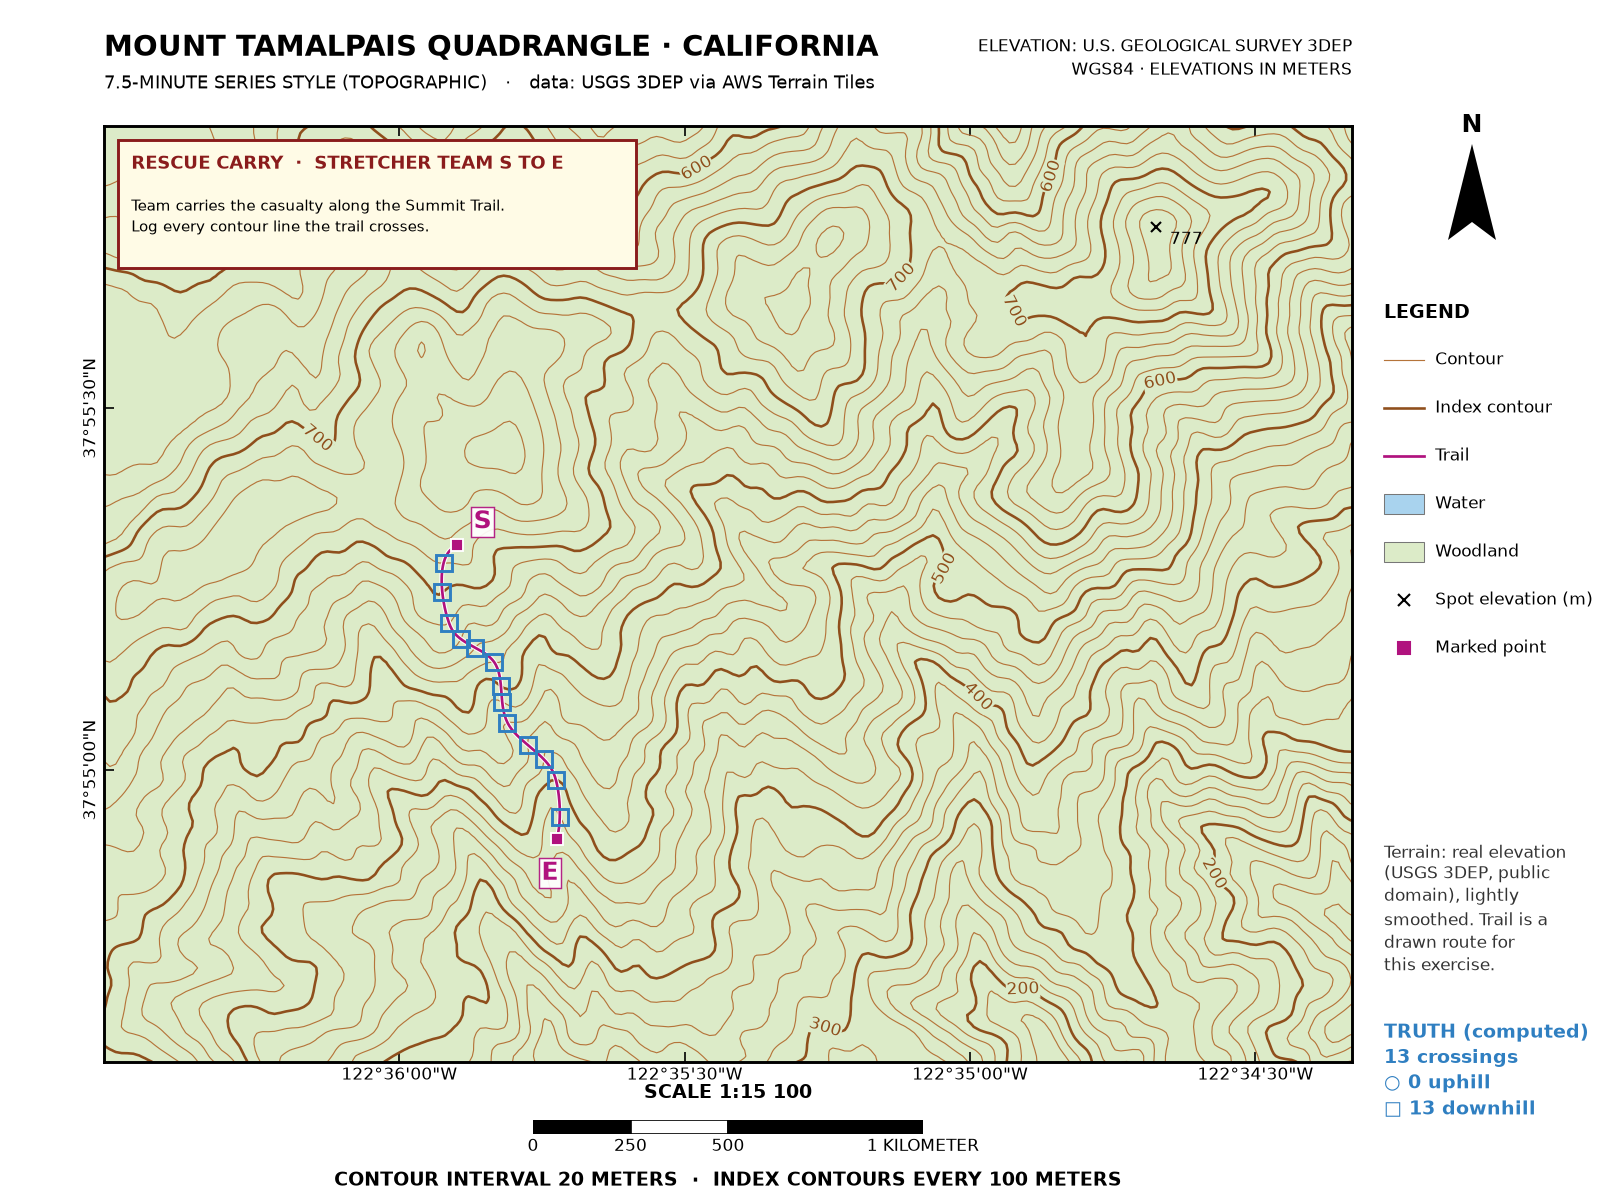 MOUNT TAMALPAIS QUADRANGLE · CALIFORNIA
7.5-MINUTE SERIES STYLE (TOPOGRAPHIC) · data: USGS 3DEP via AWS Terrain Tiles
ELEVATION: U.S. GEOLOGICAL SURVEY 3DEP
WGS84 · ELEVATIONS IN METERS
RESCUE CARRY · STRETCHER TEAM S TO E
Team carries the casualty along the Summit Trail.
Log every contour line the trail crosses.
600
600
777
700
700
600
700
500
400
200
200
300
S
E
37°55'30"N
37°55'00"N
122°36'00"W
122°35'30"W
122°35'00"W
122°34'30"W
SCALE 1:15 100
0
250
500
1 KILOMETER
CONTOUR INTERVAL 20 METERS · INDEX CONTOURS EVERY 100 METERS
N
LEGEND
Contour
Index contour
Trail
Water
Woodland
Spot elevation (m)
Marked point
Terrain: real elevation
(USGS 3DEP, public
domain), lightly
smoothed. Trail is a
drawn route for
this exercise.
TRUTH (computed)
13 crossings
○ 0 uphill
□ 13 downhill